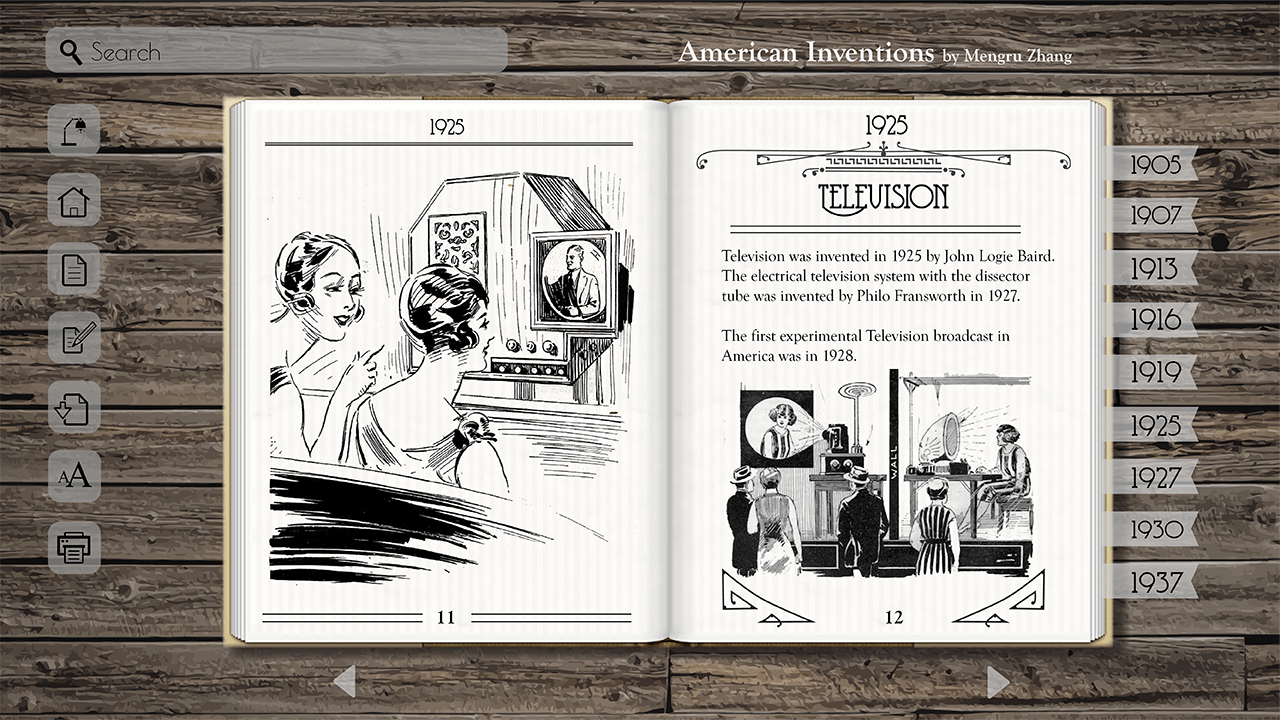 Search
American Inventions by Mengru Zhang
1925
11
1925
TELEVISION
Television was invented in 1925 by John Logie Baird.
The electrical television system with the dissector
tube was invented by Philo Fransworth in 1927.
The first experimental Television broadcast in
America was in 1928.
WALL
12
1905
1907
1913
1916
1919
1925
1927
1930
1937
AA